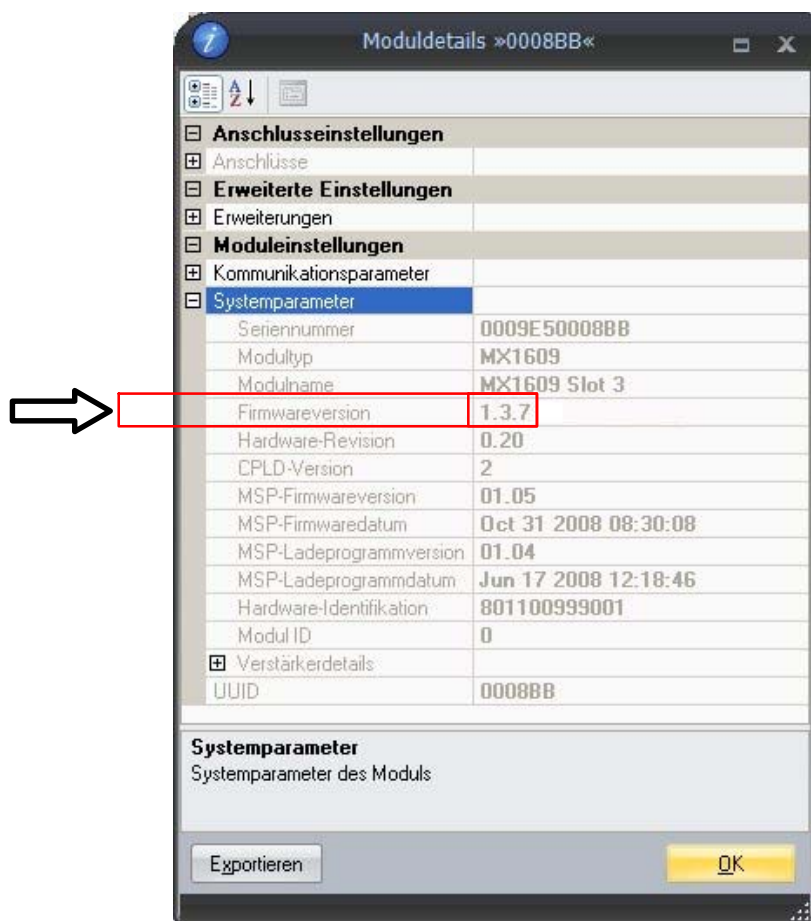 Moduldetails »0008BB«
Anschlusseinstellungen
Anschlüsse
Erweiterte Einstellungen
Erweiterungen
Moduleinstellungen
Kommunikationsparameter
Systemparameter
Seriennummer 0009E50008BB
Modultyp MX1609
Modulname MX1609 Slot 3
Firmwareversion 1.3.7
Hardware-Revision 0.20
CPLD-Version 2
MSP-Firmwareversion 01.05
MSP-Firmwaredatum Oct 31 2008 08:30:08
MSP-Ladeprogrammversion 01.04
MSP-Ladeprogrammdatum Jun 17 2008 12:18:46
Hardware-Identifikation 801100999001
Modul ID 0
Verstärkerdetails
UUID 0008BB
Systemparameter
Systemparameter des Moduls
Exportieren OK